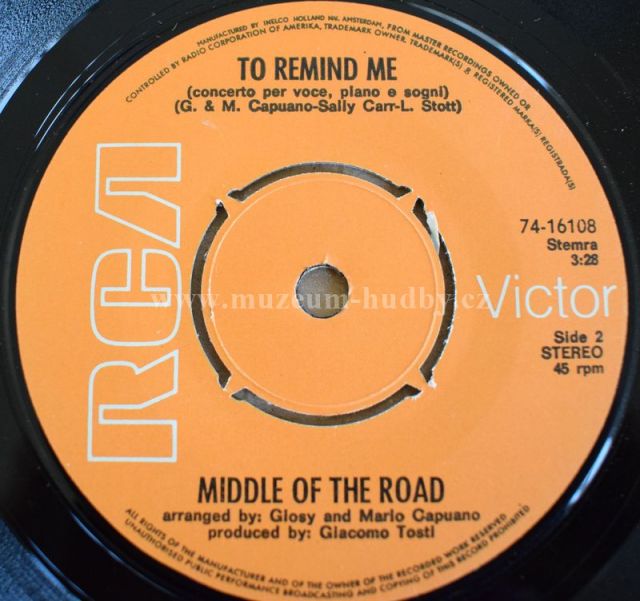 MANUFACTURED BY INELCO HOLLAND NV. AMSTERDAM, FROM MASTER RECORDINGS OWNED OR
CONTROLLED BY RADIO CORPORATION OF AMERICA, TRADEMARK OWNER. TRADEMARK(S) ® REGISTERED MARKA(S) REGISTRADA(S)
TO REMIND ME
(concerto per voce, piano e sogni)
(G. & M. Capuano-Sally Carr-L. Stott)
RCA
74-16108
Stemra
3:28
www.muzeum-hudby.cz
Victor
Side 2
STEREO
45 rpm
MIDDLE OF THE ROAD
arranged by: Giosy and Mario Capuano
produced by: Giacomo Tosti
ALL RIGHTS OF THE MANUFACTURER AND OF THE OWNER OF THE RECORDED WORK RESERVED
UNAUTHORISED PUBLIC PERFORMANCE BROADCASTING AND COPYING OF THIS RECORD PROHIBITED